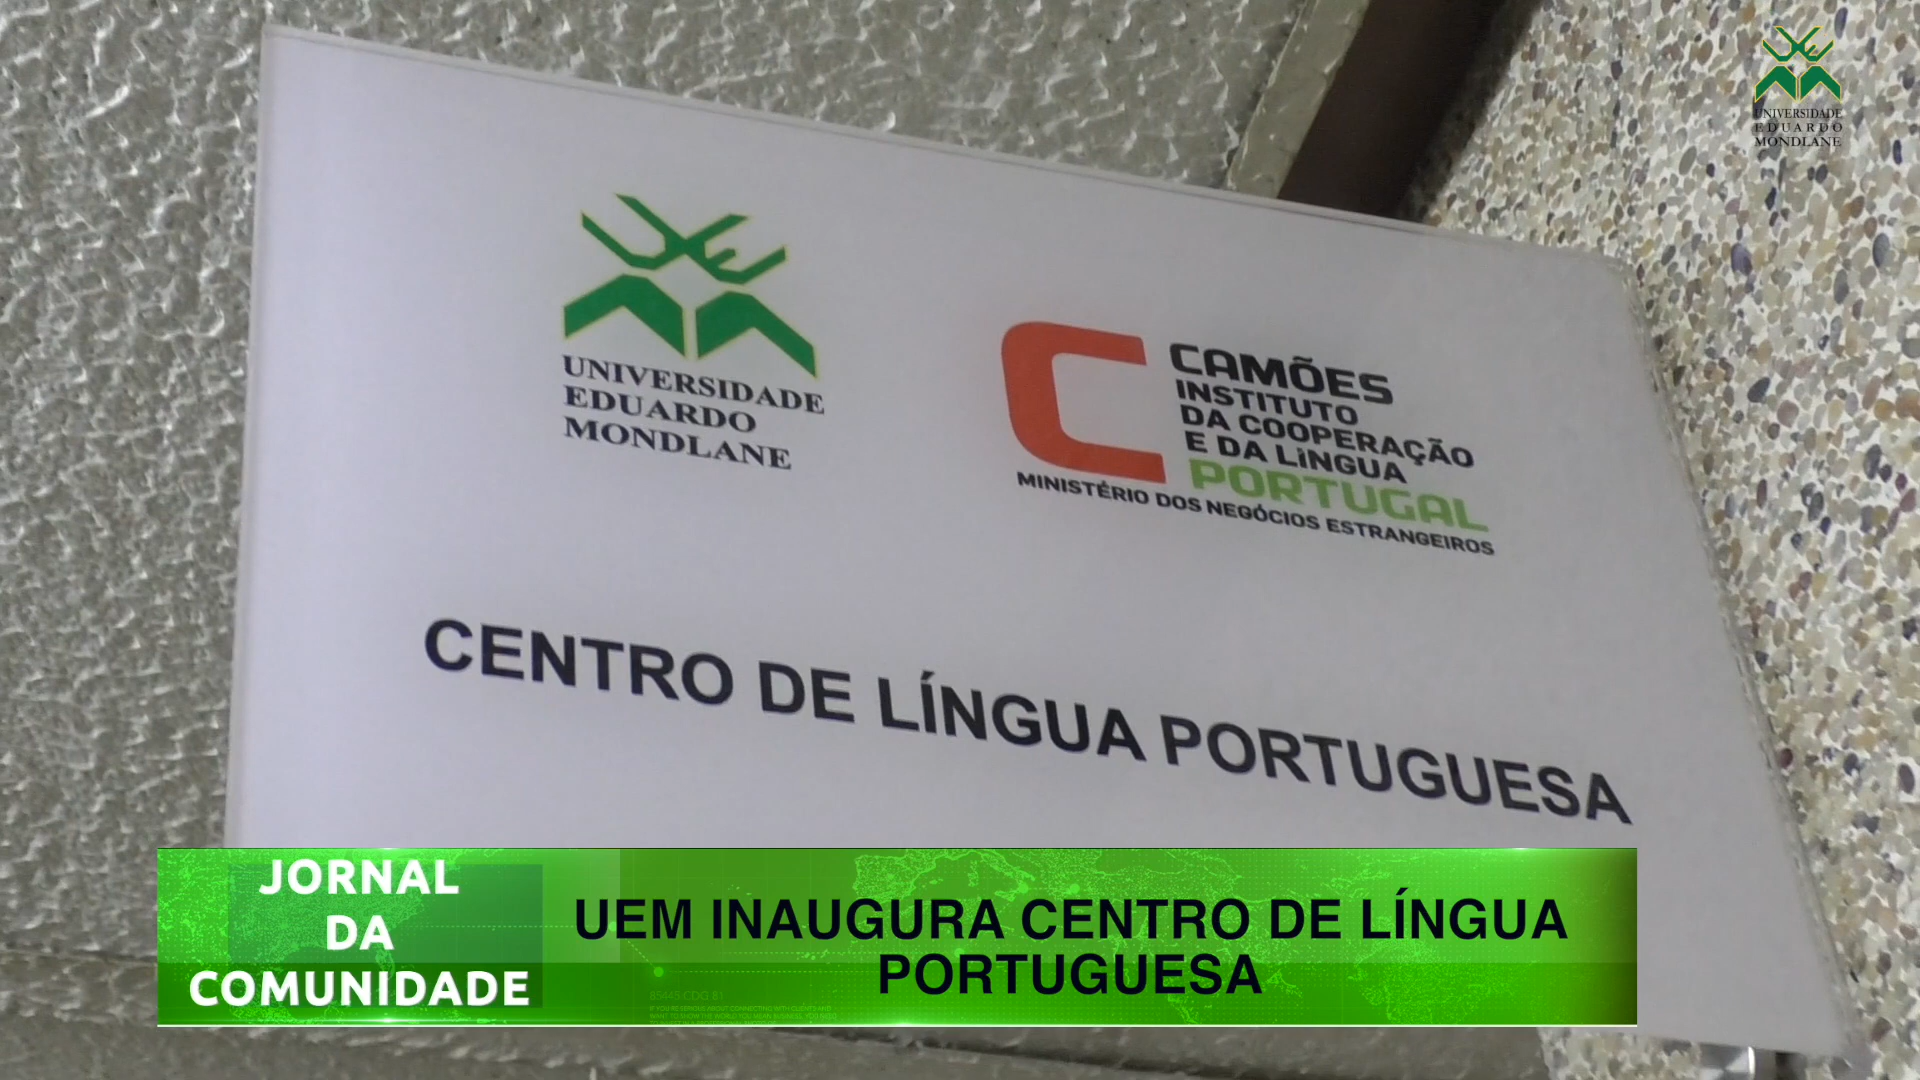 UNIVERSIDADE
EDUARDO
MONDLANE
UNIVERSIDADE
EDUARDO
MONDLANE
CAMÕES
INSTITUTO
DA COOPERAÇÃO
E DA LÍNGUA
PORTUGAL
MINISTÉRIO DOS NEGÓCIOS ESTRANGEIROS
CENTRO DE LÍNGUA PORTUGUESA
JORNAL
DA
COMUNIDADE
UEM INAUGURA CENTRO DE LÍNGUA
PORTUGUESA